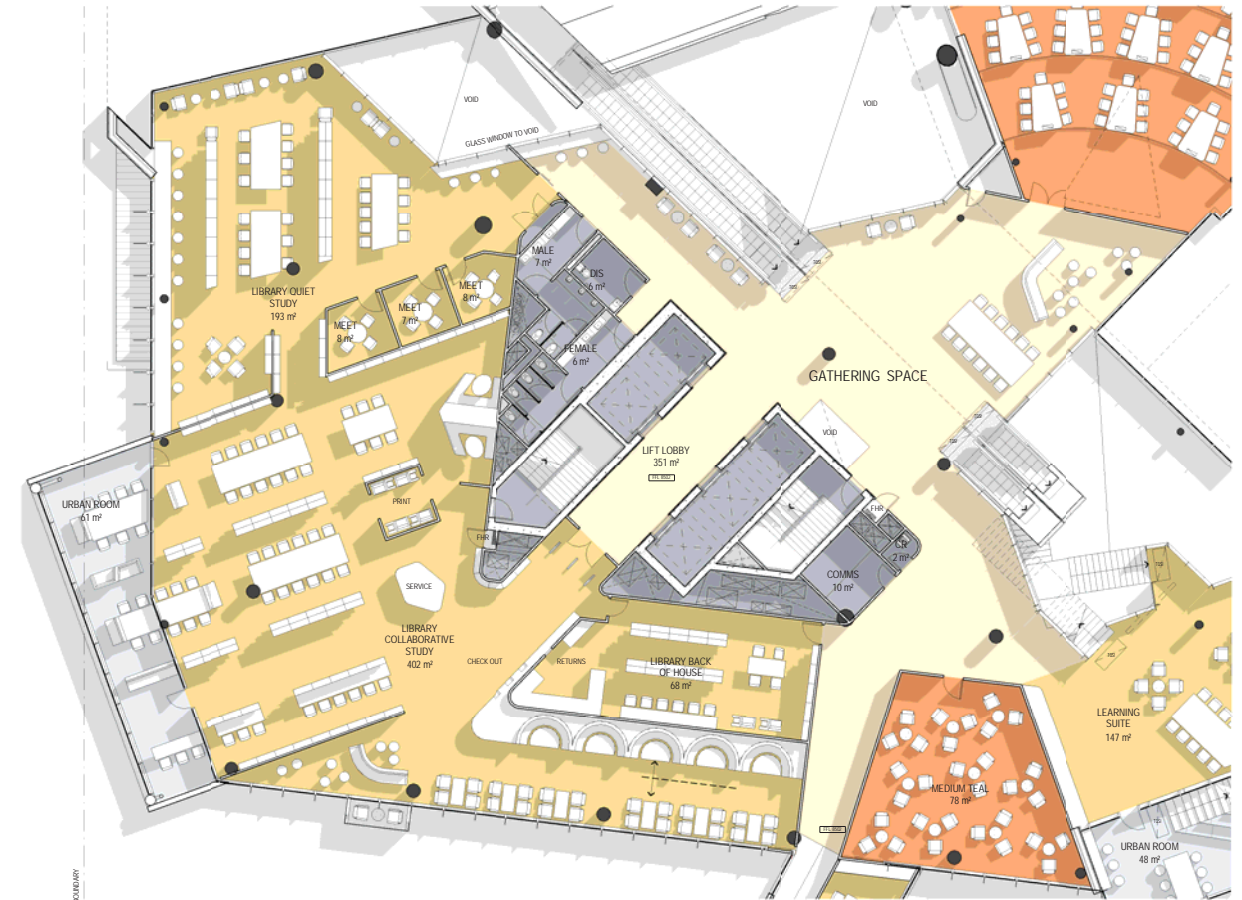 VOID
VOID
GLASS WINDOW TO VOID
MALE
7 m²
DIS
6 m²
LIBRARY QUIET
STUDY
193 m²
MEET
8 m²
MEET
7 m²
MEET
8 m²
FEMALE
6 m²
GATHERING SPACE
VOID
LIFT LOBBY
351 m²
URBAN ROOM
61 m²
PRINT
FHR
FHR
C.R
2 m²
COMMS
10 m²
SERVICE
LIBRARY
COLLABORATIVE
STUDY
402 m²
CHECK OUT
RETURNS
LIBRARY BACK
OF HOUSE
68 m²
LEARNING
SUITE
147 m²
MEDIUM TEAL
78 m²
URBAN ROOM
48 m²